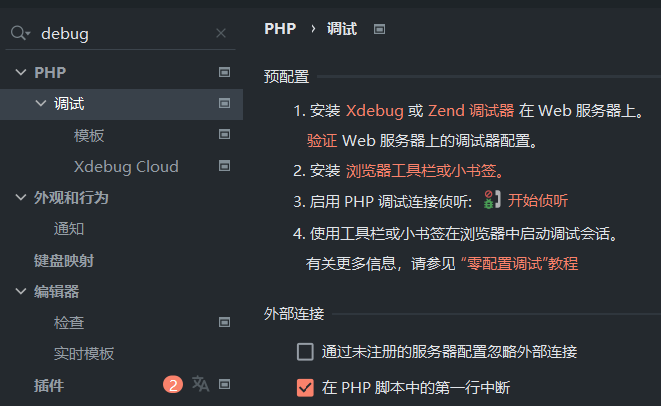 debug
PHP
调试
模板
Xdebug Cloud
外观和行为
通知
键盘映射
编辑器
检查
实时模板
插件 2
PHP › 调试
预配置
1. 安装 Xdebug 或 Zend 调试器 在 Web 服务器上。
验证 Web 服务器上的调试器配置。
2. 安装 浏览器工具栏或小书签。
3. 启用 PHP 调试连接侦听: 开始侦听
4. 使用工具栏或小书签在浏览器中启动调试会话。
有关更多信息，请参见 “零配置调试”教程
外部连接
通过未注册的服务器配置忽略外部连接
在 PHP 脚本中的第一行中断